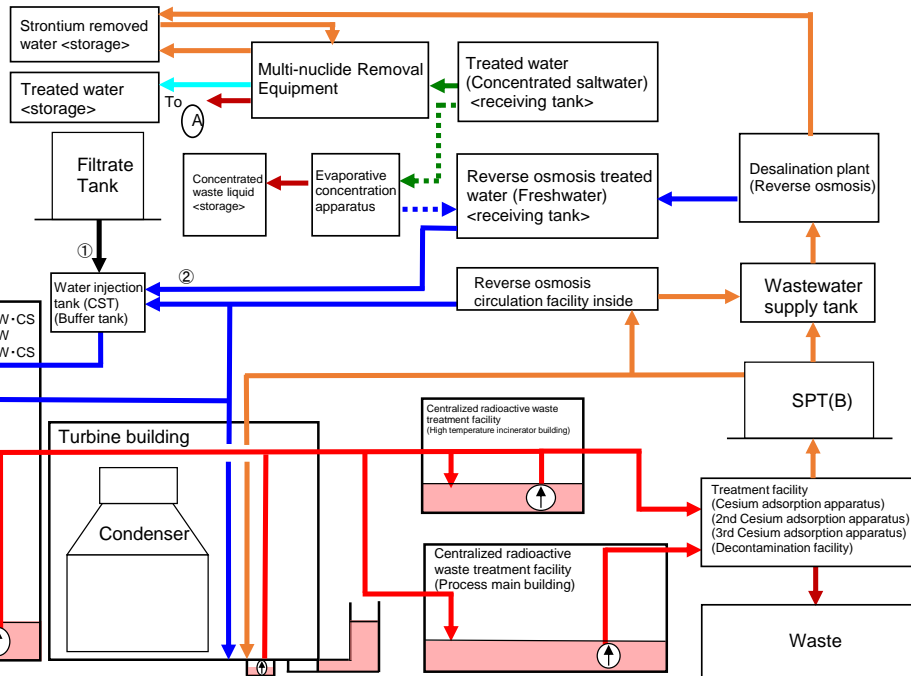 Strontium removed
water <storage>
Treated water
<storage>
To
A
Multi-nuclide Removal
Equipment
Treated water
(Concentrated saltwater)
<receiving tank>
Filtrate
Tank
Concentrated
waste liquid
<storage>
Evaporative
concentration
apparatus
Reverse osmosis treated
water (Freshwater)
<receiving tank>
Desalination plant
(Reverse osmosis)
①
②
Water injection
tank (CST)
(Buffer tank)
Reverse osmosis
circulation facility inside
Wastewater
supply tank
W・CS
W
W・CS
SPT(B)
Turbine building
Condenser
Centralized radioactive waste
treatment facility
(High temperature incinerator building)
Centralized radioactive
waste treatment facility
(Process main building)
Treatment facility
(Cesium adsorption apparatus)
(2nd Cesium adsorption apparatus)
(3rd Cesium adsorption apparatus)
(Decontamination facility)
Waste